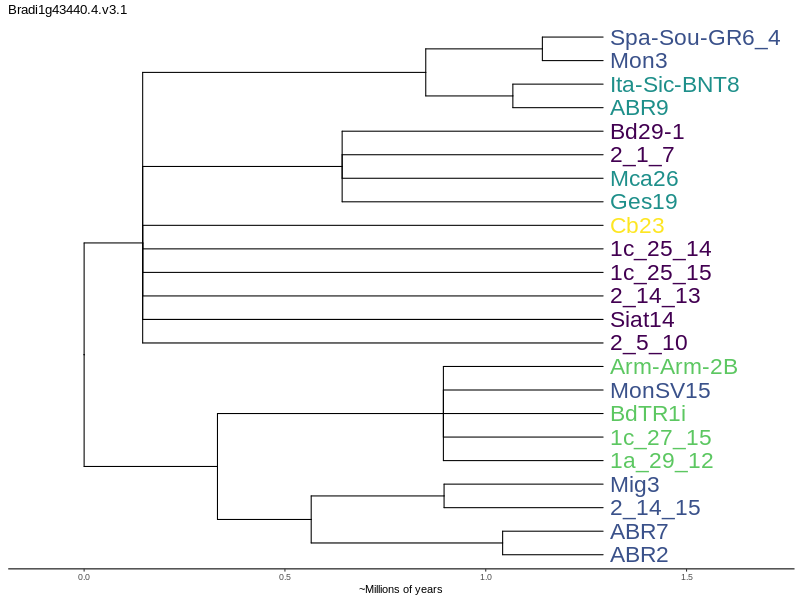 Bradi1g43440.4.v3.1
Spa-Sou-GR6_4
Mon3
Ita-Sic-BNT8
ABR9
Bd29-1
2_1_7
Mca26
Ges19
Cb23
1c_25_14
1c_25_15
2_14_13
Siat14
2_5_10
Arm-Arm-2B
MonSV15
BdTR1i
1c_27_15
1a_29_12
Mig3
2_14_15
ABR7
ABR2
0.0 0.5 1.0 1.5
~Millions of years